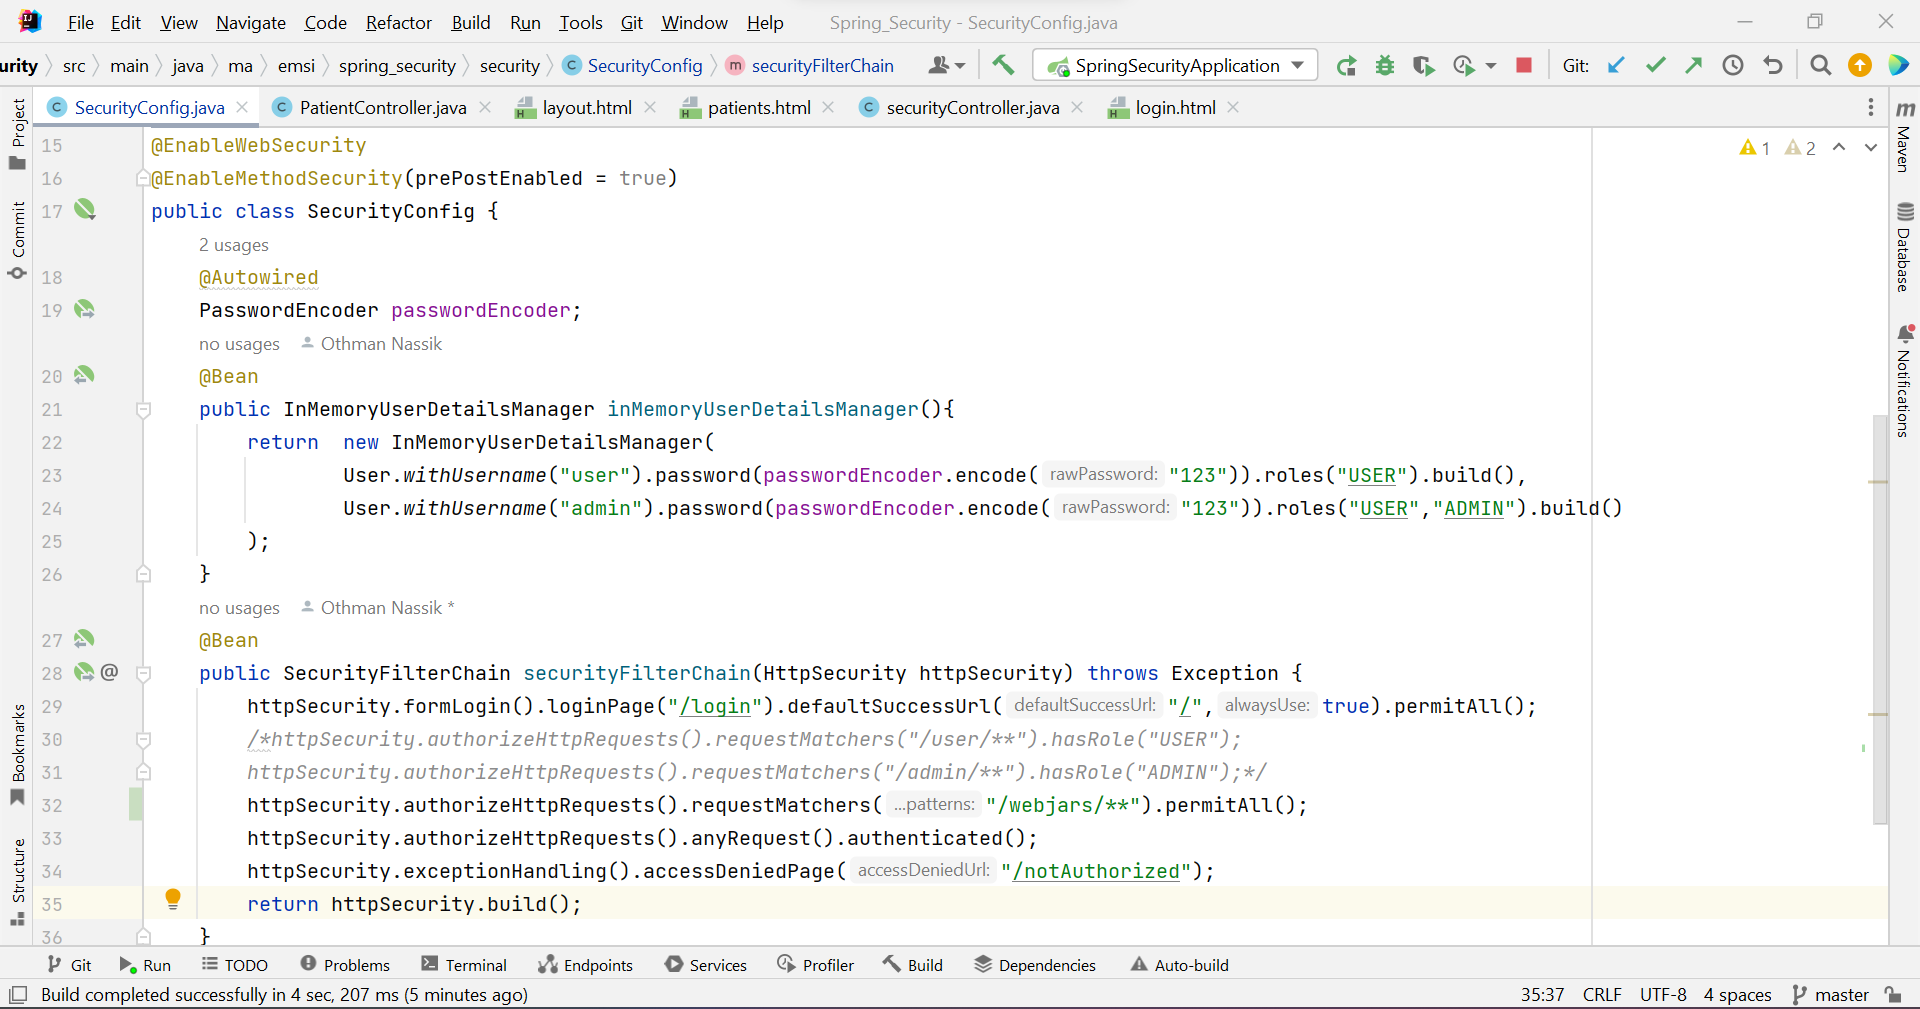 File Edit View Navigate Code Refactor Build Run Tools Git Window Help Spring_Security - SecurityConfig.java
urity src main java ma emsi spring_security security C SecurityConfig m securityFilterChain SpringSecurityApplication Git:
C SecurityConfig.java C PatientController.java H layout.html H patients.html C securityController.java H login.html
Project
Commit
Bookmarks
Structure
1 2
15 @EnableWebSecurity
16 @EnableMethodSecurity(prePostEnabled = true)
17 public class SecurityConfig {
2 usages
18 @Autowired
19 PasswordEncoder passwordEncoder;
no usages Othman Nassik
20 @Bean
21 public InMemoryUserDetailsManager inMemoryUserDetailsManager(){
22 return  new InMemoryUserDetailsManager(
23 User.withUsername("user").password(passwordEncoder.encode( rawPassword: "123")).roles("USER").build(),
24 User.withUsername("admin").password(passwordEncoder.encode( rawPassword: "123")).roles("USER","ADMIN").build()
25 );
26 }
no usages Othman Nassik *
27 @Bean
28 @ public SecurityFilterChain securityFilterChain(HttpSecurity httpSecurity) throws Exception {
29 httpSecurity.formLogin().loginPage("/login").defaultSuccessUrl( defaultSuccessUrl: "/", alwaysUse: true).permitAll();
30 /*httpSecurity.authorizeHttpRequests().requestMatchers("/user/**").hasRole("USER");
31 httpSecurity.authorizeHttpRequests().requestMatchers("/admin/**").hasRole("ADMIN");*/
32 httpSecurity.authorizeHttpRequests().requestMatchers( ...patterns: "/webjars/**").permitAll();
33 httpSecurity.authorizeHttpRequests().anyRequest().authenticated();
34 httpSecurity.exceptionHandling().accessDeniedPage( accessDeniedUrl: "/notAuthorized");
35 return httpSecurity.build();
36 }
m Maven
Database
Notifications
Git Run TODO Problems Terminal Endpoints Services Profiler Build Dependencies Auto-build
Build completed successfully in 4 sec, 207 ms (5 minutes ago) 35:37 CRLF UTF-8 4 spaces master